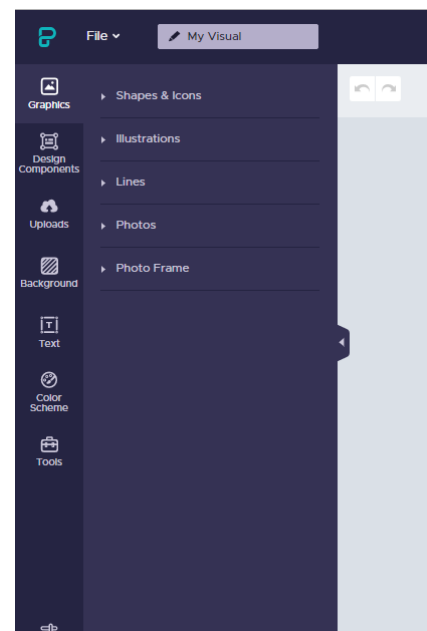 File
My Visual
Graphics
Shapes & Icons
Illustrations
Design
Components
Lines
Uploads
Photos
Background
Photo Frame
Text
Color
Scheme
Tools